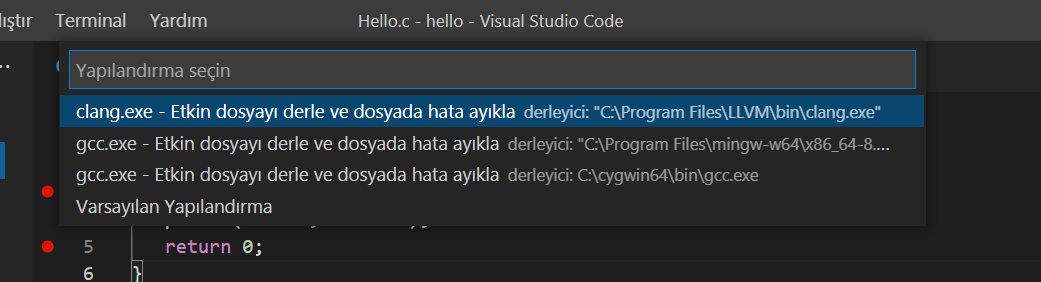 Terminal Yardım Hello.c - hello - Visual Studio Code
Yapılandırma seçin
clang.exe - Etkin dosyayı derle ve dosyada hata ayıkla derleyici: "C:\Program Files\LLVM\bin\clang.exe"
gcc.exe - Etkin dosyayı derle ve dosyada hata ayıkla derleyici: "C:\Program Files\mingw-w64\x86_64-8....
gcc.exe - Etkin dosyayı derle ve dosyada hata ayıkla derleyici: C:\cygwin64\bin\gcc.exe
Varsayılan Yapılandırma
5 return 0;
6 }